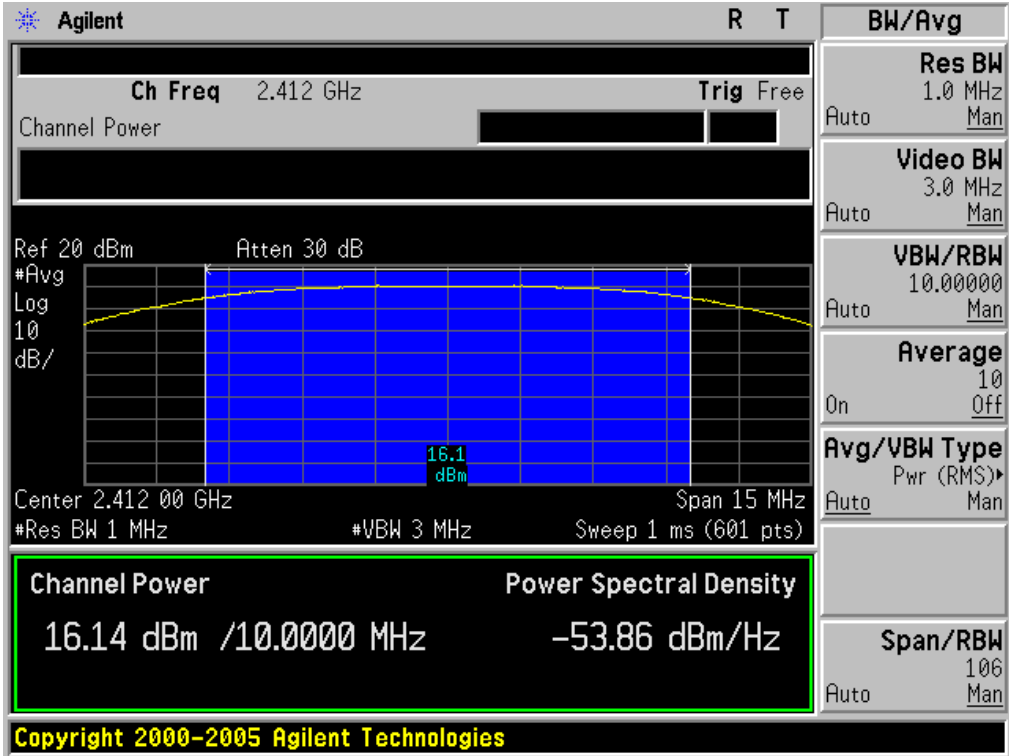 Agilent R T
BW/Avg
Ch Freq 2.412 GHz Trig Free
Channel Power
Ref 20 dBm Atten 30 dB
#Avg
Log
10
dB/
16.1
dBm
Center 2.412 00 GHz Span 15 MHz
#Res BW 1 MHz #VBW 3 MHz Sweep 1 ms (601 pts)
Channel Power Power Spectral Density
16.14 dBm /10.0000 MHz -53.86 dBm/Hz
Res BW
1.0 MHz
Auto Man
Video BW
3.0 MHz
Auto Man
VBW/RBW
10.00000
Auto Man
Average
10
On Off
Avg/VBW Type
Pwr (RMS)
Auto Man
Span/RBW
106
Auto Man
Copyright 2000-2005 Agilent Technologies